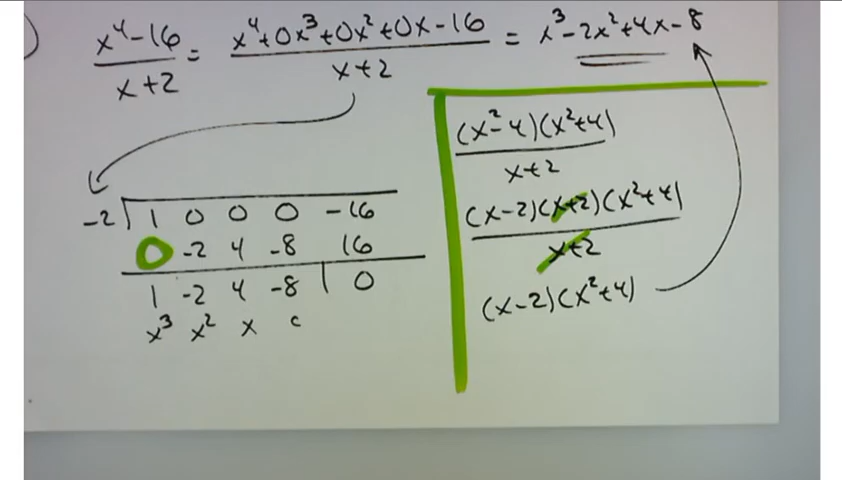 )
x⁴-16 / x+2 = x⁴+0x³+0x²+0x-16 / x+2 = x³-2x²+4x-8
-2 | 1 0 0 0 -16
0 -2 4 -8 16
1 -2 4 -8 | 0
x³ x² x c
(x²-4)(x²+4) / x+2
(x-2)(x+2)(x²+4) / x+2
(x-2)(x²+4)